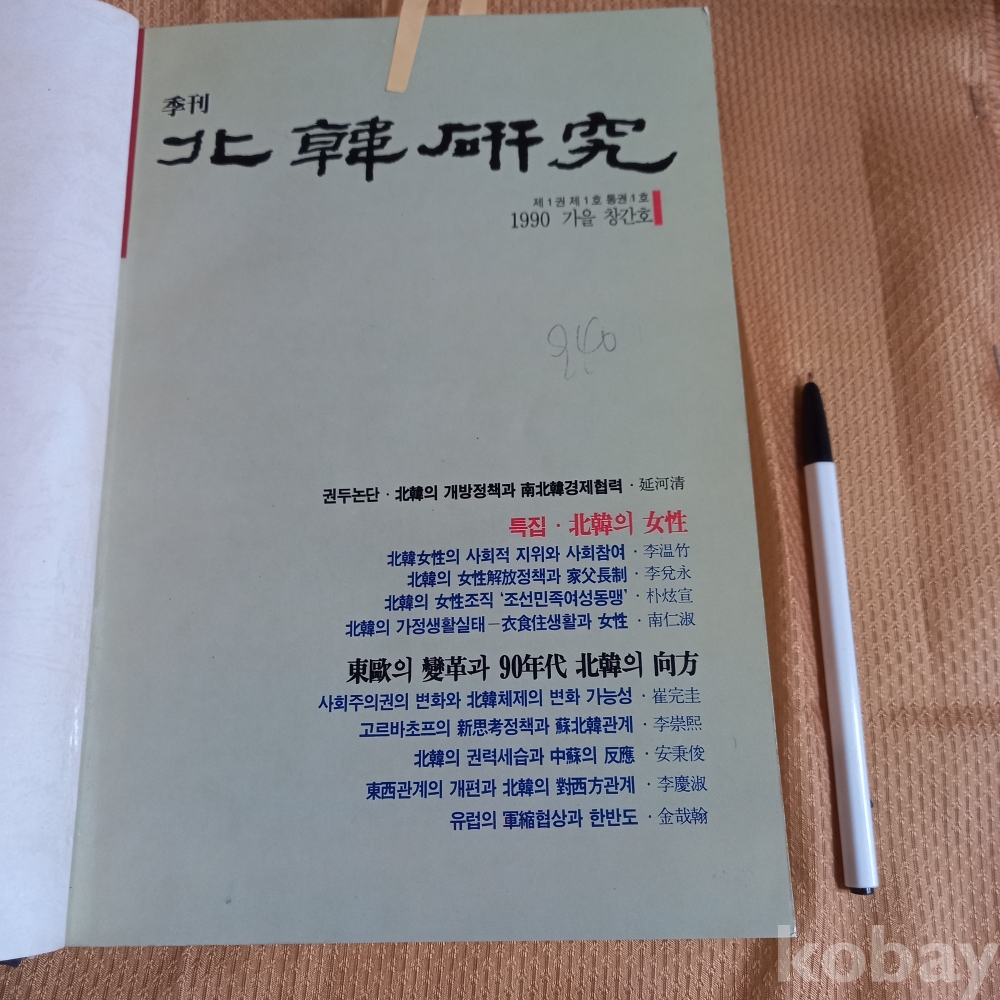 季刊
北韓硏究
제1권 제1호 통권1호
1990 가을 창간호
권두논단 · 北韓의 개방정책과 南北韓경제협력 · 延河清
특집 · 北韓의 女性
北韓女性의 사회적 지위와 사회참여 · 李温竹
北韓의 女性解放정책과 家父長制 · 李兌永
北韓의 女性조직 '조선민족여성동맹' · 朴炫宣
北韓의 가정생활실태－衣食住생활과 女性 · 南仁淑
東歐의 變革과 90年代 北韓의 向方
사회주의권의 변화와 北韓체제의 변화 가능성 · 崔完圭
고르바초프의 新思考정책과 蘇北韓관계 · 李崇熙
北韓의 권력세습과 中蘇의 反應 · 安秉俊
東西관계의 개편과 北韓의 對西方관계 · 李慶淑
유럽의 軍縮협상과 한반도 · 金哉翰
kobay